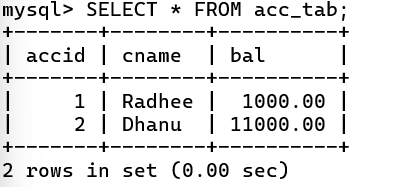 mysql> SELECT * FROM acc_tab;
+-------+--------+----------+
| accid | cname  | bal      |
+-------+--------+----------+
|     1 | Radhee |  1000.00 |
|     2 | Dhanu  | 11000.00 |
+-------+--------+----------+
2 rows in set (0.00 sec)